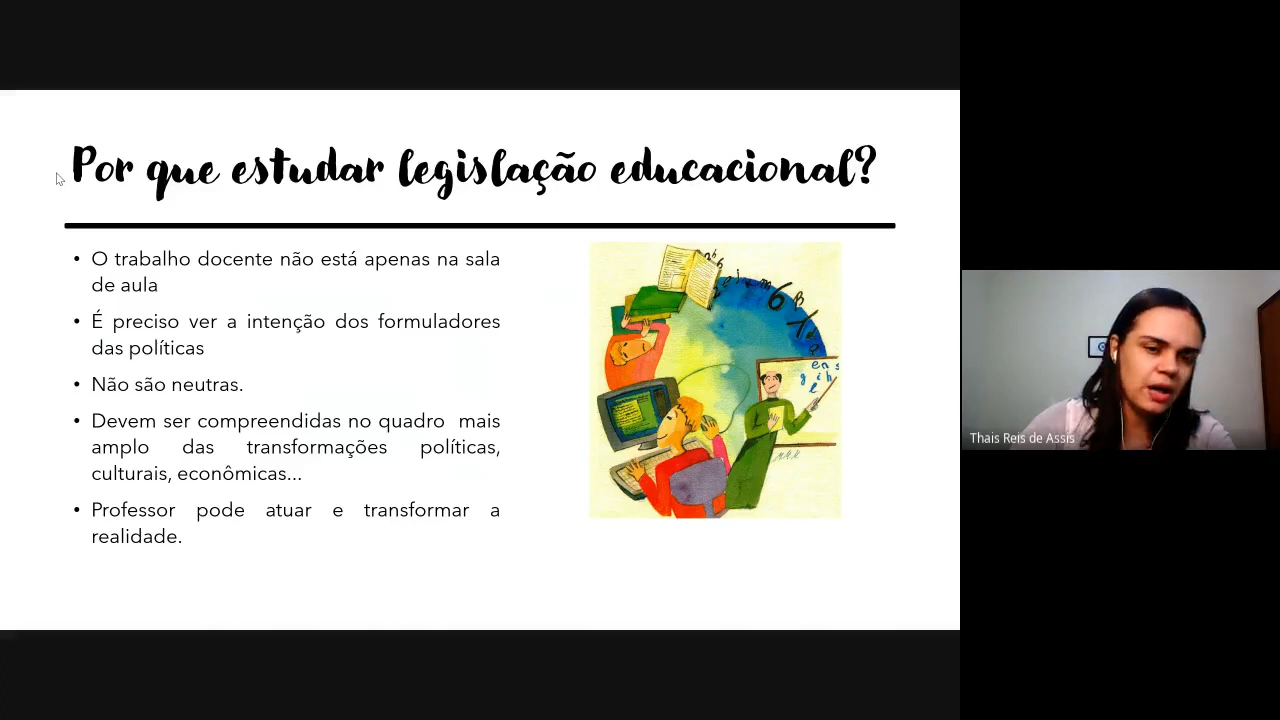 Por que estudar legislação educacional?
• O trabalho docente não está apenas na sala
de aula
• É preciso ver a intenção dos formuladores
das políticas
• Não são neutras.
• Devem ser compreendidas no quadro mais
amplo das transformações políticas,
culturais, econômicas...
• Professor pode atuar e transformar a
realidade.
Thais Reis de Assis